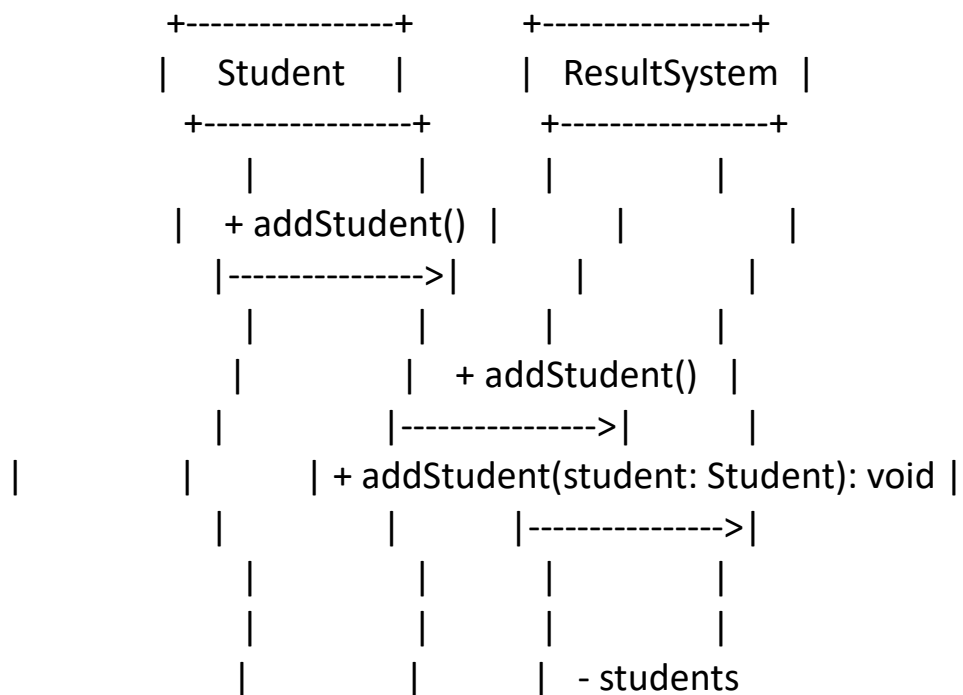 +-----------------+ +-----------------+
| Student | | ResultSystem |
+-----------------+ +-----------------+
| | | |
| + addStudent() | | |
|---------------->| | |
| | | |
| | + addStudent() |
| |---------------->| |
| | | + addStudent(student: Student): void |
| | |---------------->|
| | | |
| | | |
| | | - students